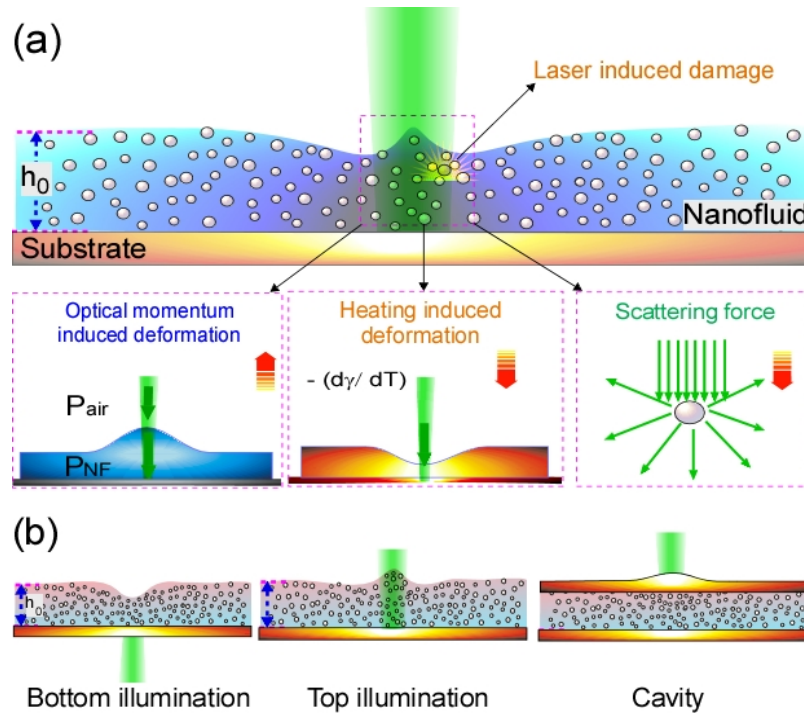 (a)
Laser induced damage
h0
Nanofluid
Substrate
Optical momentum
induced deformation
Pair
PNF
Heating induced
deformation
- (dγ/ dT)
Scattering force
(b)
h0
Bottom illumination
Top illumination
Cavity